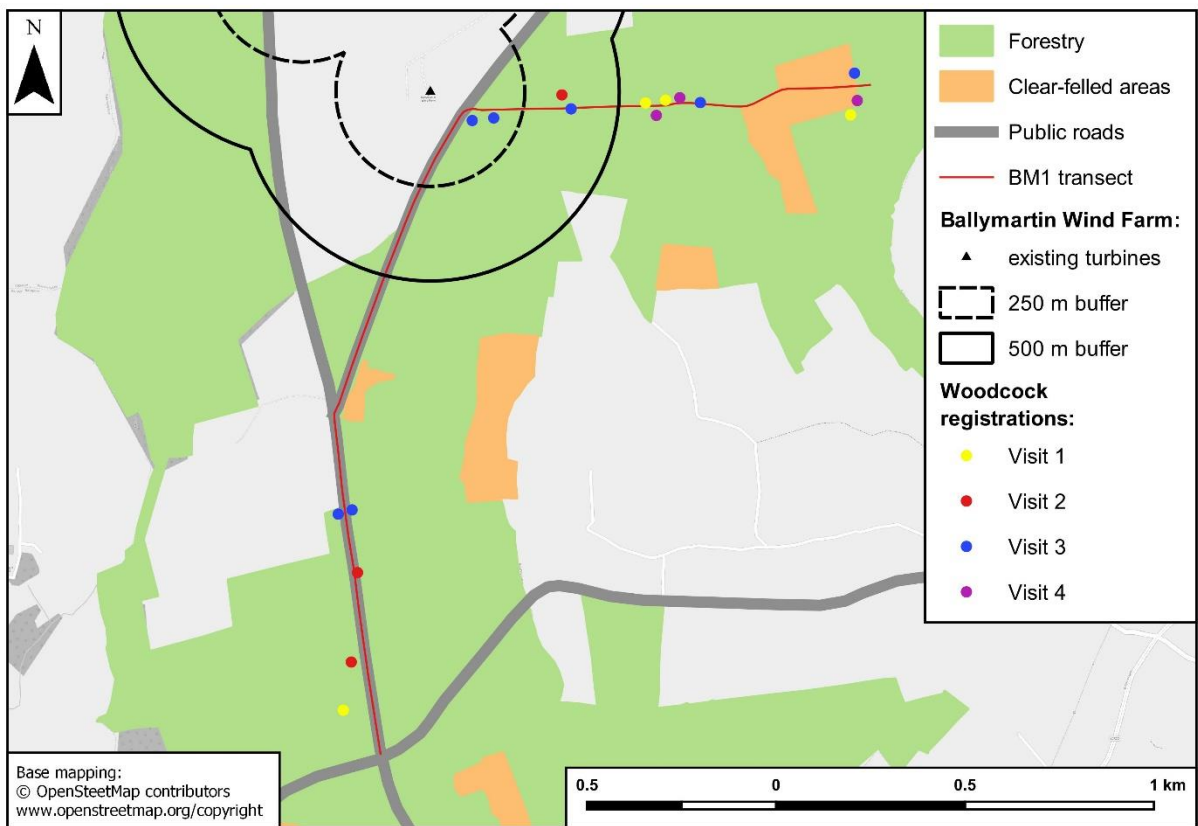 N
Forestry
Clear-felled areas
Public roads
BM1 transect
Ballymartin Wind Farm:
existing turbines
250 m buffer
500 m buffer
Woodcock
registrations:
Visit 1
Visit 2
Visit 3
Visit 4
Base mapping:
© OpenSteetMap contributors
www.openstreetmap.org/copyright
0.5 0 0.5 1 km